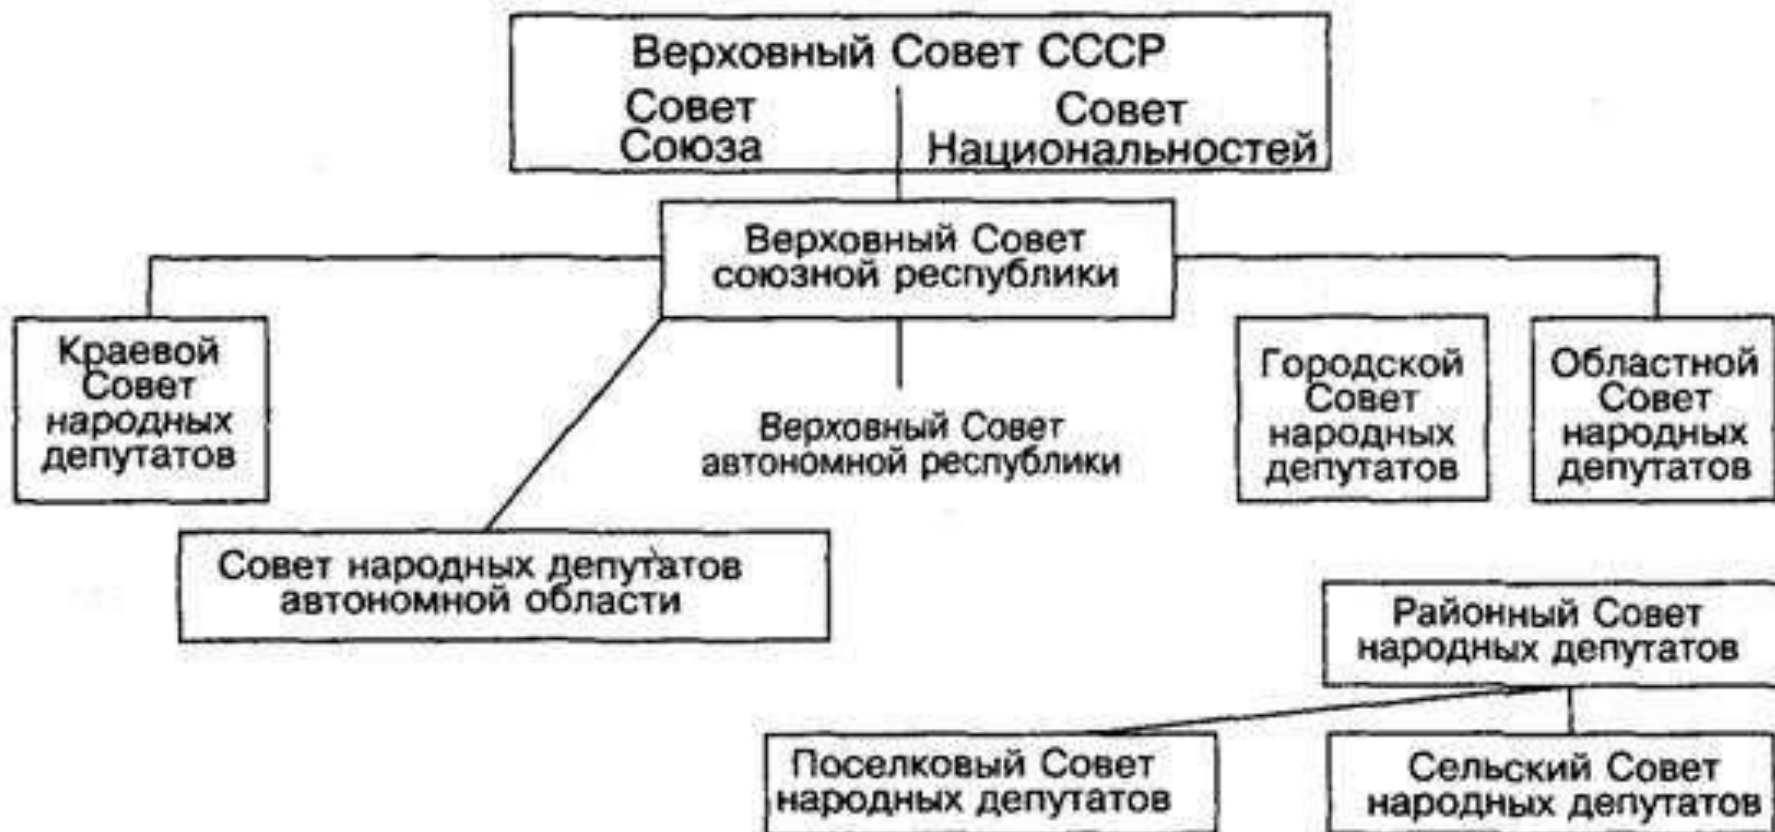 Верховный Совет СССР
Совет
Союза
Совет
Национальностей
Верховный Совет
союзной республики
Краевой
Совет
народных
депутатов
Верховный Совет
автономной республики
Городской
Совет
народных
депутатов
Областной
Совет
народных
депутатов
Совет народных депутатов
автономной области
Районный Совет
народных депутатов
Поселковый Совет
народных депутатов
Сельский Совет
народных депутатов